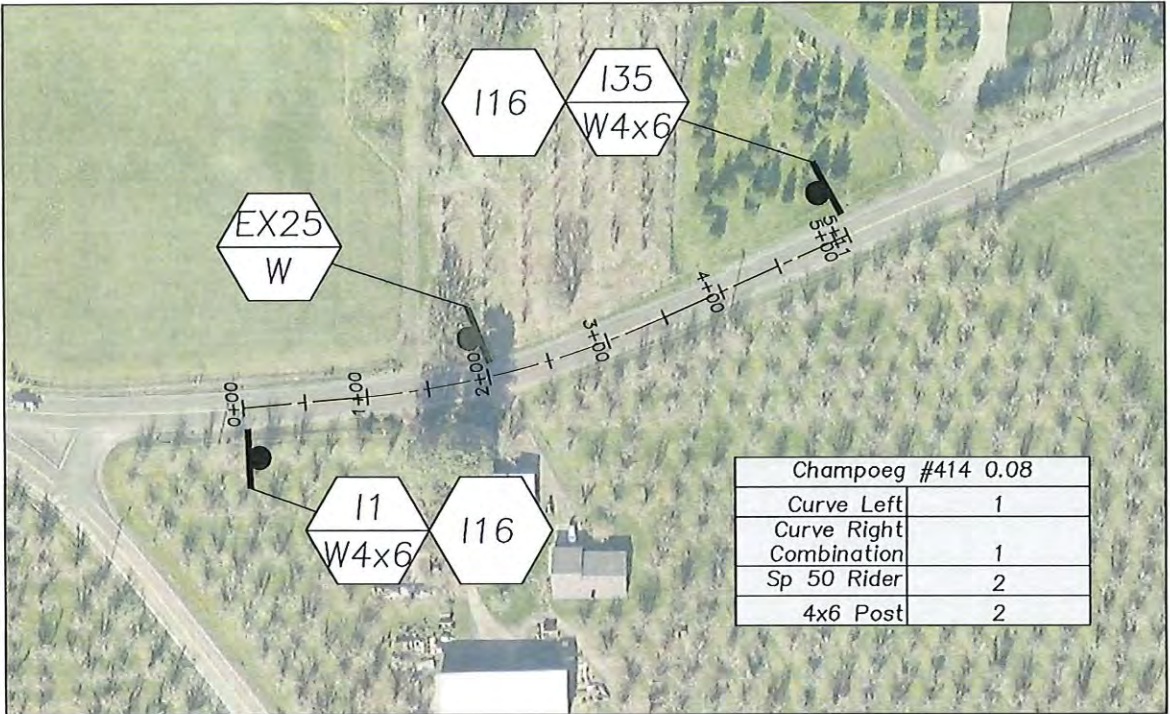 I16
I35
W4x6
EX25
W
0+00
1+00
2+00
3+00
4+00
5+00
5+11
I1
W4x6
I16
Champoeg #414 0.08
Curve Left 1
Curve Right
Combination 1
Sp 50 Rider 2
4x6 Post 2